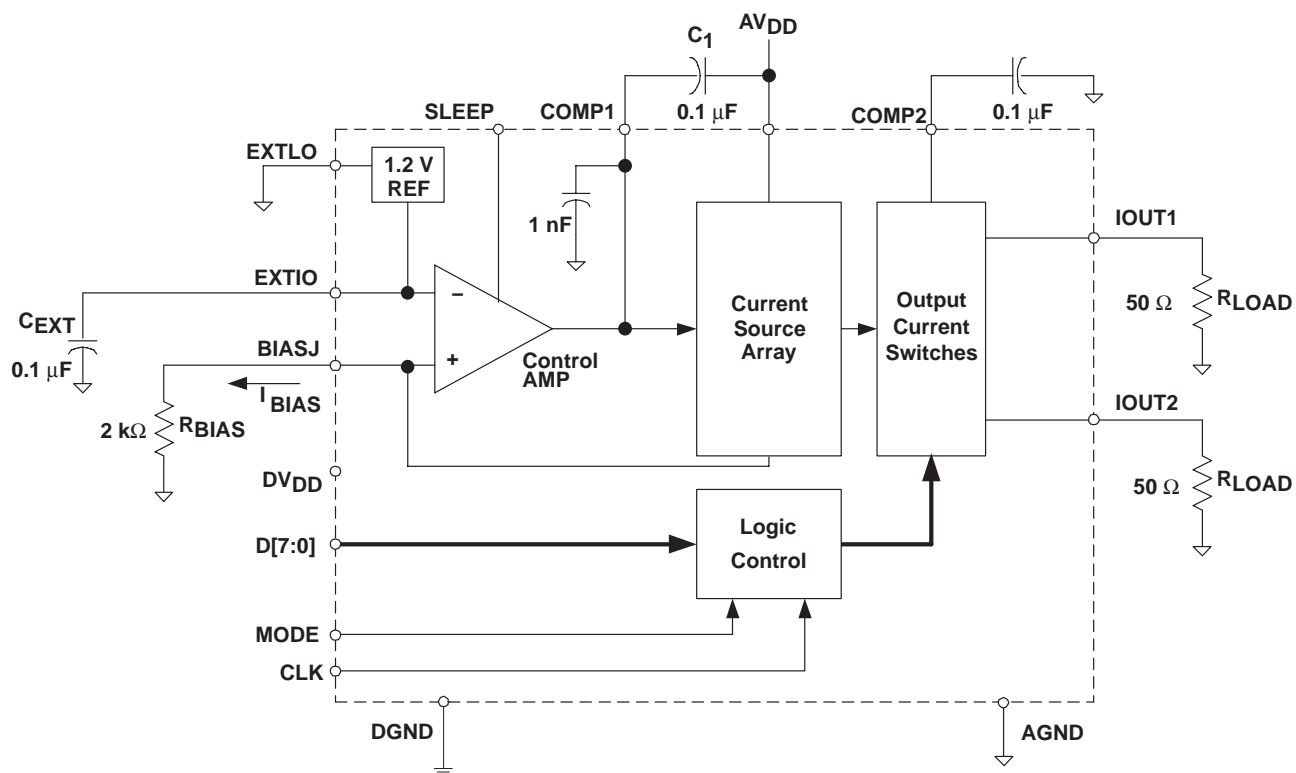 AVDD
C1
0.1 μF
SLEEP
COMP1
COMP2
0.1 μF
EXTLO
1.2 V
REF
1 nF
IOUT1
EXTIO
−
Current
Source
Array
Output
Current
Switches
50 Ω
RLOAD
CEXT
0.1 μF
BIASJ
+
Control
AMP
IBIAS
IOUT2
2 kΩ
RBIAS
DVDD
50 Ω
RLOAD
D[7:0]
Logic
Control
MODE
CLK
DGND
AGND